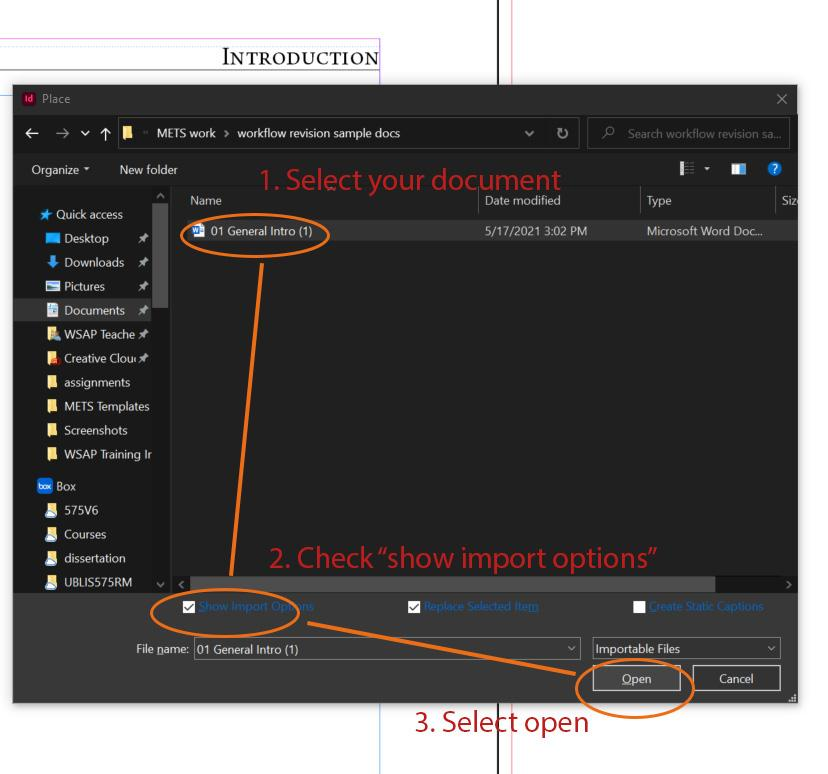 INTRODUCTION
Id Place
METS work > workflow revision sample docs
Search workflow revision sa...
Organize
New folder
?
1. Select your document
Name
Date modified
Type
Siz
Quick access
01 General Intro (1)
5/17/2021 3:02 PM
Microsoft Word Doc...
Desktop
Downloads
Pictures
Documents
WSAP Teache
Creative Clou
assignments
METS Templates
Screenshots
WSAP Training Ir
box Box
575V6
Courses
dissertation
UBLIS575RM
2. Check “show import options”
Show Import Options
Replace Selected Item
Create Static Captions
File name: 01 General Intro (1)
Importable Files
Open
Cancel
3. Select open